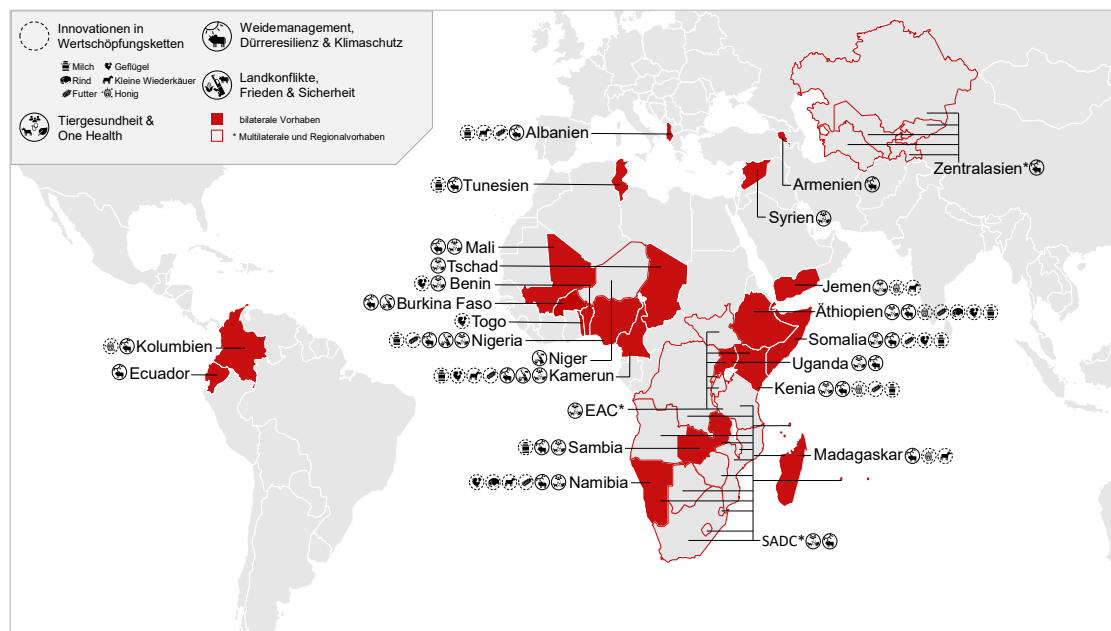 Innovationen in
Wertschöpfungsketten
Milch
Geflügel
Rind
Kleine Wiederkäuer
Futter
Honig
Tiergesundheit &
One Health
Weidemanagement,
Dürreresilienz & Klimaschutz
Landkonflikte,
Frieden & Sicherheit
bilaterale Vorhaben
* Multilaterale und Regionalvorhaben
Albanien
Tunesien
Armenien
Zentralasien*
Syrien
Mali
Tschad
Benin
Burkina Faso
Togo
Nigeria
Niger
Kamerun
Jemen
Äthiopien
Somalia
Uganda
Kenia
Kolumbien
Ecuador
EAC*
Sambia
Madagaskar
Namibia
SADC*